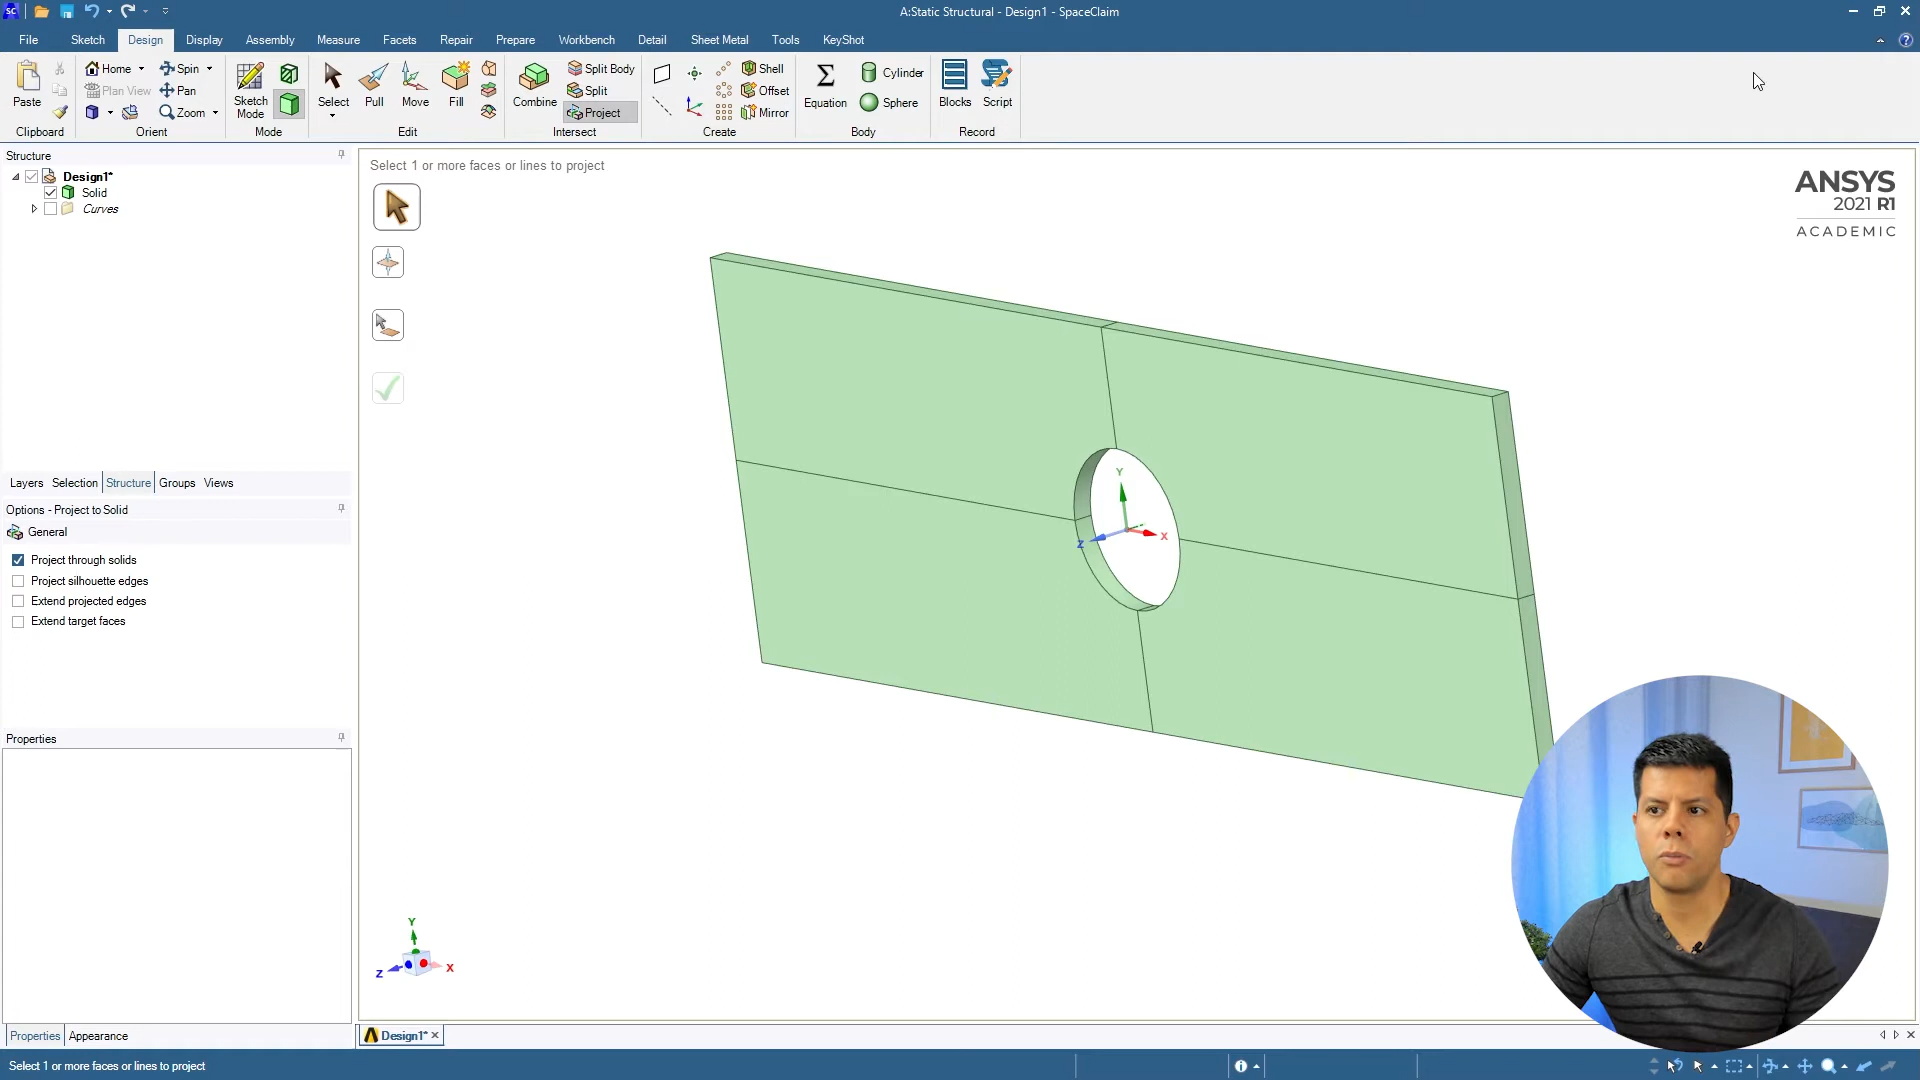 SC
A:Static Structural - Design1 - SpaceClaim
File Sketch Design Display Assembly Measure Facets Repair Prepare Workbench Detail Sheet Metal Tools KeyShot
Paste
Clipboard
Home
Spin
Plan View
Pan
Zoom
Orient
Sketch
Mode
Mode
Select
Pull
Move
Fill
Edit
Combine
Split Body
Split
Project
Intersect
Shell
Offset
Mirror
Create
Equation
Cylinder
Sphere
Body
Blocks
Script
Record
Structure
Design1*
Solid
Curves
Layers Selection Structure Groups Views
Options - Project to Solid
General
Project through solids
Project silhouette edges
Extend projected edges
Extend target faces
Properties
Properties Appearance
Select 1 or more faces or lines to project
ANSYS
2021 R1
ACADEMIC
Y
X
Z
Y
Z
X
Design1*
Select 1 or more faces or lines to project